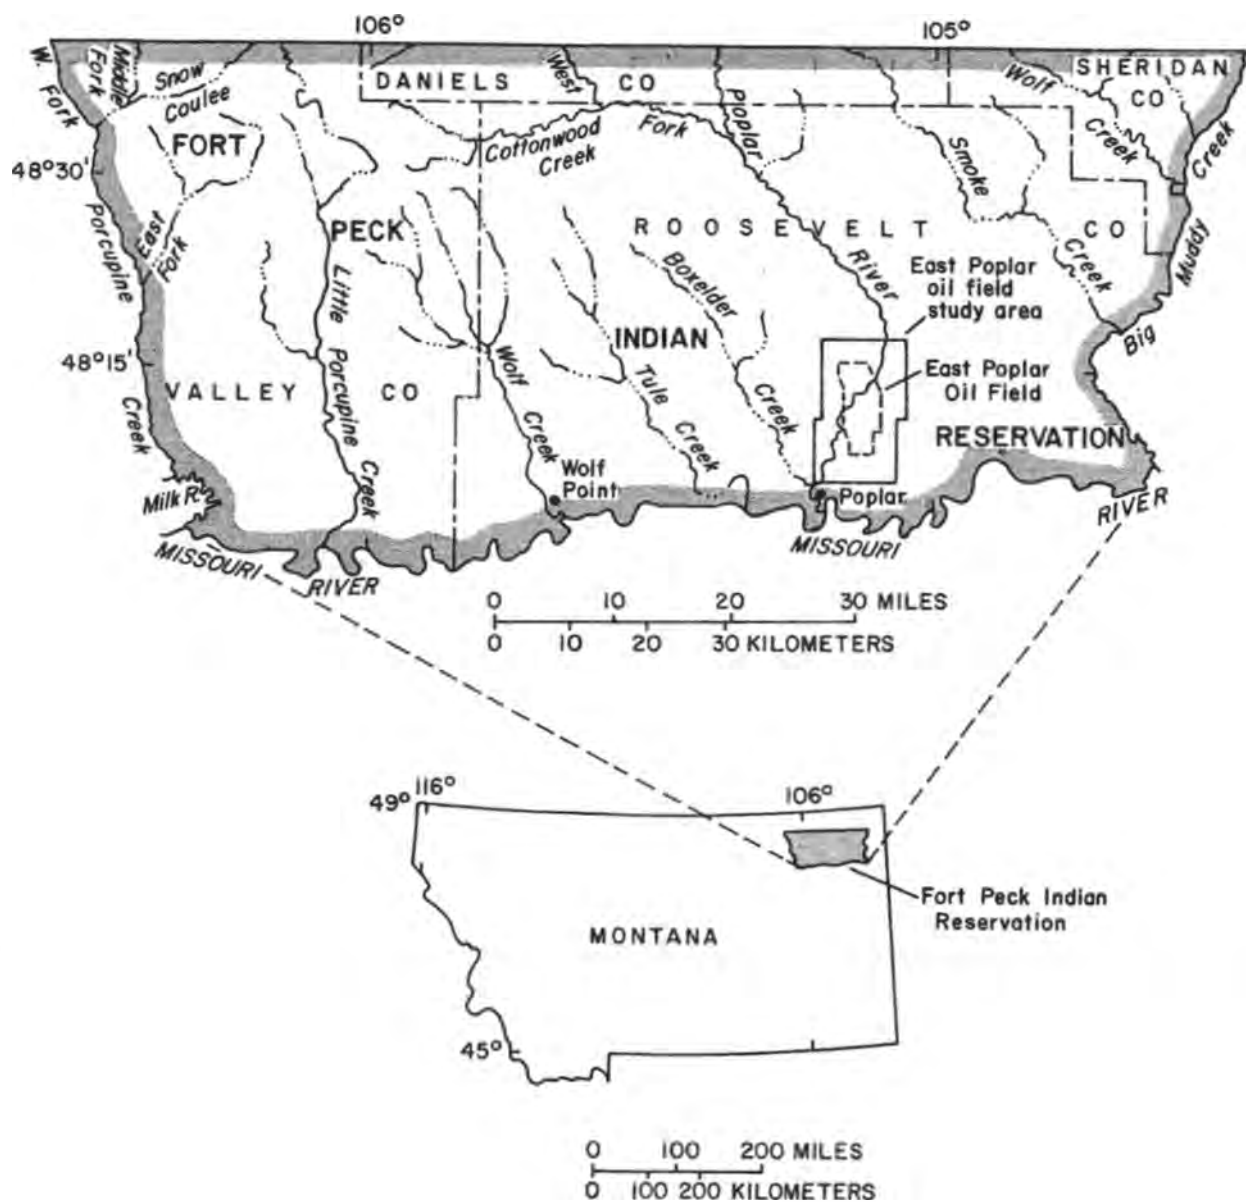 106°
105°
W. Fork
Middle Fork
Snow Coulee
DANIELS CO
West Fork
Poplar River
Wolf Creek
SHERIDAN CO
FORT
Cottonwood Creek
Smoke Creek
48°30'
Porcupine Creek
East Fork
PECK
ROOSEVELT CO
Big Muddy Creek
Little Porcupine Creek
Boxelder Creek
East Poplar
oil field
study area
INDIAN
48°15'
Wolf Creek
Tule Creek
East Poplar
Oil Field
VALLEY CO
RESERVATION
Wolf
Point
Milk R.
Poplar
MISSOURI RIVER
MISSOURI RIVER
0 10 20 30 MILES
0 10 20 30 KILOMETERS
116°
49°
106°
Fort Peck Indian
Reservation
MONTANA
45°
0 100 200 MILES
0 100 200 KILOMETERS